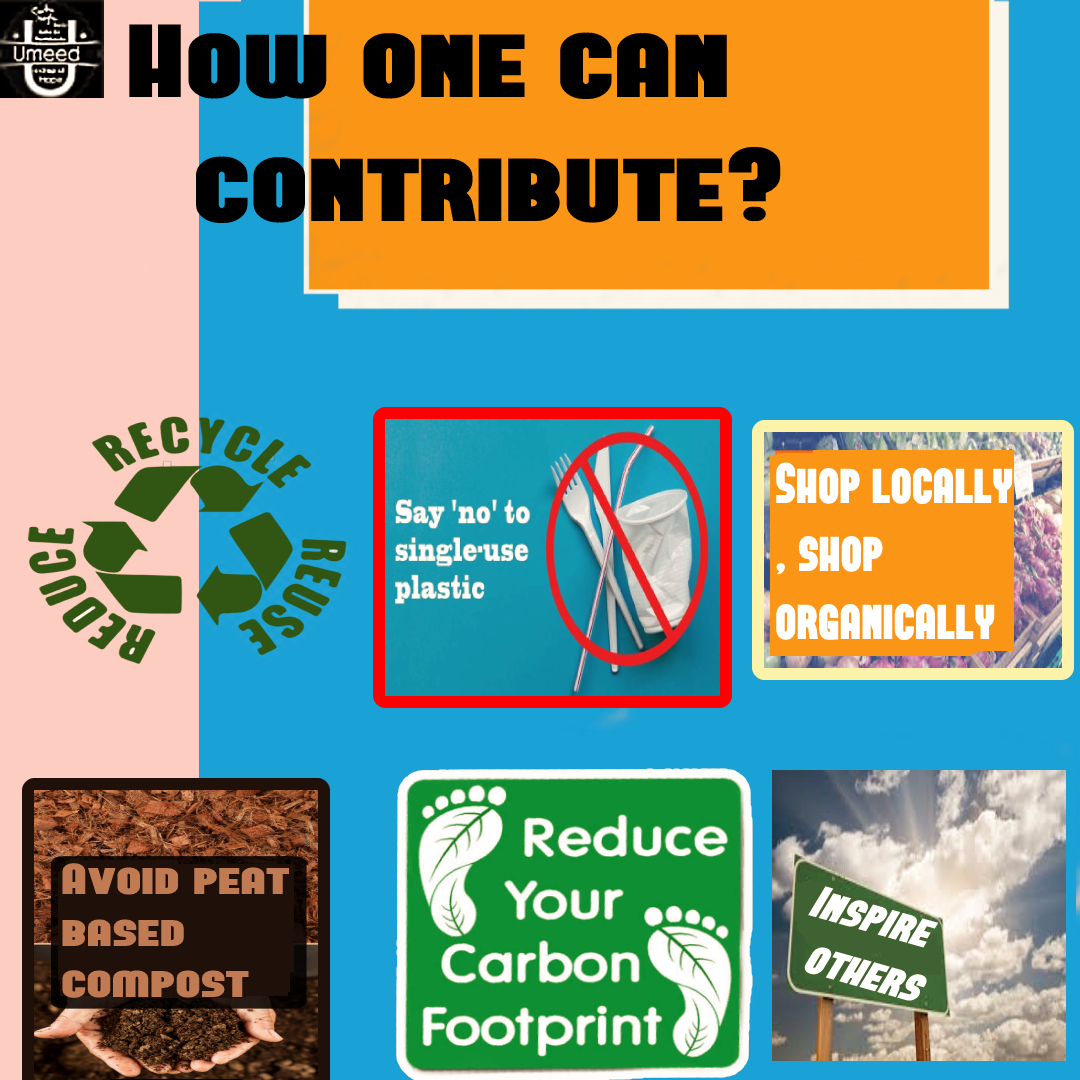 Umeed
HOPE
HOW ONE CAN
CONTRIBUTE?
RECYCLE
REDUCE
REUSE
Say 'no' to
single-use
plastic
SHOP LOCALLY
, SHOP
ORGANICALLY
AVOID PEAT
BASED
COMPOST
Reduce
Your
Carbon
Footprint
INSPIRE
OTHERS